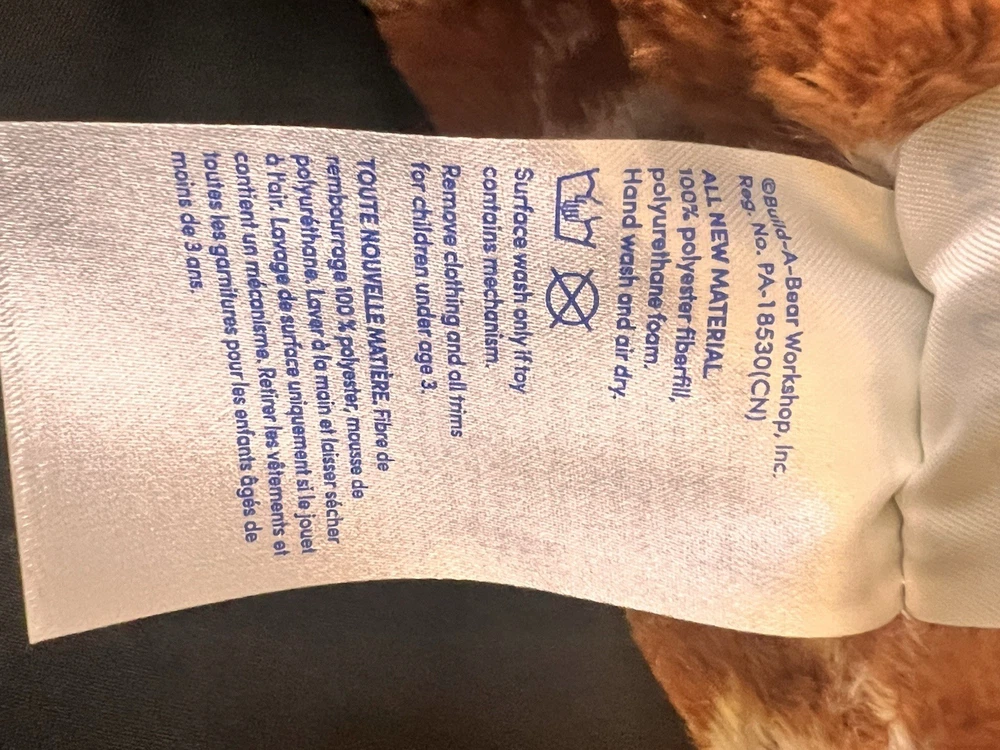 ©Build-A-Bear Workshop, Inc.
Reg. No. PA-18530(CN)
ALL NEW MATERIAL
100% polyester fiberfill,
polyurethane foam.
Hand wash and air dry.
Surface wash only if toy
contains mechanism.
Remove clothing and all trims
for children under age 3.
TOUTE NOUVELLE MATIÈRE. Fibre de
rembourrage 100 % polyester, mousse de
polyuréthane. Laver à la main et laisser sécher
à l'air. Lavage de surface uniquement si le jouet
contient un mécanisme. Retirer les vêtements et
toutes les garnitures pour les enfants âgés de
moins de 3 ans.